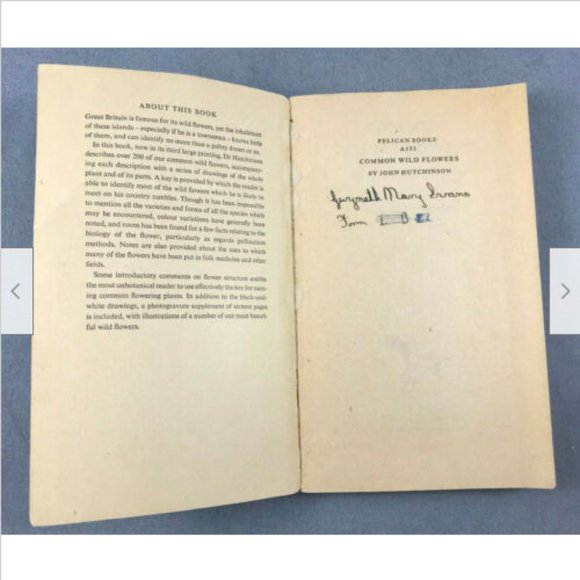 ABOUT THIS BOOK
Great Britain is famous for its wild flowers, yet the inhabitant
of these islands – especially if he is a townsman – knows little
of them, and can identify no more than a paltry dozen or so.
In this book, now in its third large printing, Dr Hutchinson
describes over 200 of our common wild flowers, accompany-
ing each description with a series of drawings of the whole
plant and of its parts. A key is provided by which the reader is
able to identify most of the wild flowers which he is likely to
meet on his country rambles. Though it has been impossible
to mention all the varieties and forms of all the species which
may be encountered, colour variations have generally been
noted, and room has been found for a few facts relating to the
biology of the flower, particularly as regards pollination
methods. Notes are also provided about the uses to which
many of the flowers have been put in folk medicine and other
fields.
Some introductory comments on flower structure enable
the most unbotanical reader to use effectively the key for nam-
ing common flowering plants. In addition to the black-and-
white drawings, a photogravure supplement of sixteen pages
is included, with illustrations of a number of our most beauti-
ful wild flowers.
PELICAN BOOKS
A153
COMMON WILD FLOWERS
BY JOHN HUTCHINSON
Gwyneth Mary Evans
Form